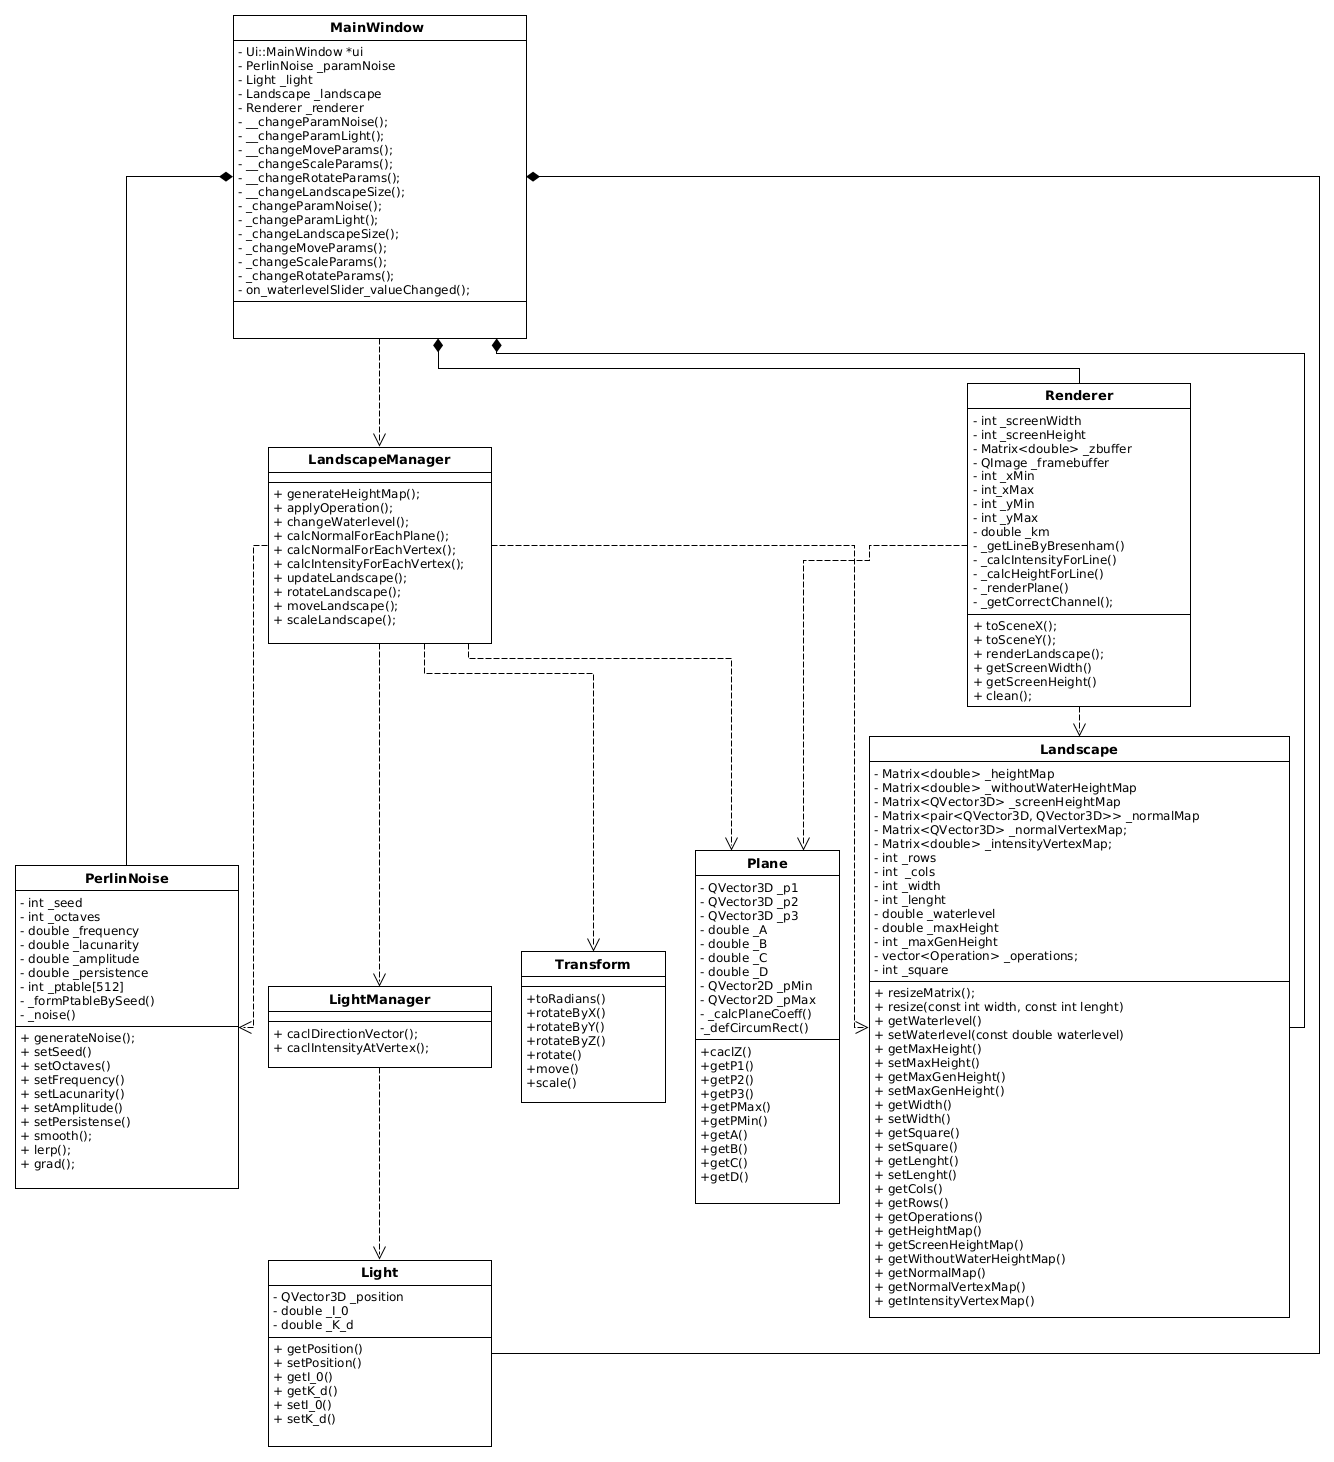 MainWindow
- Ui::MainWindow *ui
- PerlinNoise _paramNoise
- Light _light
- Landscape _landscape
- Renderer _renderer
- __changeParamNoise();
- __changeParamLight();
- __changeMoveParams();
- __changeScaleParams();
- __changeRotateParams();
- __changeLandscapeSize();
- _changeParamNoise();
- _changeParamLight();
- _changeLandscapeSize();
- _changeMoveParams();
- _changeScaleParams();
- _changeRotateParams();
- on_waterlevelSlider_valueChanged();
Renderer
- int _screenWidth
- int _screenHeight
- Matrix<double> _zbuffer
- QImage _framebuffer
- int _xMin
- int_xMax
- int _yMin
- int _yMax
- double _km
- _getLineByBresenham()
- _calcIntensityForLine()
- _calcHeightForLine()
- _renderPlane()
- _getCorrectChannel();
+ toSceneX();
+ toSceneY();
+ renderLandscape();
+ getScreenWidth()
+ getScreenHeight()
+ clean();
LandscapeManager
+ generateHeightMap();
+ applyOperation();
+ changeWaterlevel();
+ calcNormalForEachPlane();
+ calcNormalForEachVertex();
+ calcIntensityForEachVertex();
+ updateLandscape();
+ rotateLandscape();
+ moveLandscape();
+ scaleLandscape();
Landscape
- Matrix<double> _heightMap
- Matrix<double> _withoutWaterHeightMap
- Matrix<QVector3D> _screenHeightMap
- Matrix<pair<QVector3D, QVector3D>> _normalMap
- Matrix<QVector3D> _normalVertexMap;
- Matrix<double> _intensityVertexMap;
- int _rows
- int _cols
- int _width
- int _lenght
- double _waterlevel
- double _maxHeight
- int _maxGenHeight
- vector<Operation> _operations;
- int _square
+ resizeMatrix();
+ resize(const int width, const int lenght)
+ getWaterlevel()
+ setWaterlevel(const double waterlevel)
+ getMaxHeight()
+ setMaxHeight()
+ getMaxGenHeight()
+ setMaxGenHeight()
+ getWidth()
+ setWidth()
+ getSquare()
+ setSquare()
+ getLenght()
+ setLenght()
+ getCols()
+ getRows()
+ getOperations()
+ getHeightMap()
+ getScreenHeightMap()
+ getWithoutWaterHeightMap()
+ getNormalMap()
+ getNormalVertexMap()
+ getIntensityVertexMap()
Plane
- QVector3D _p1
- QVector3D _p2
- QVector3D _p3
- double _A
- double _B
- double _C
- double _D
- QVector2D _pMin
- QVector2D _pMax
- _calcPlaneCoeff()
-_defCircumRect()
+caclZ()
+getP1()
+getP2()
+getP3()
+getPMax()
+getPMin()
+getA()
+getB()
+getC()
+getD()
PerlinNoise
- int _seed
- int _octaves
- double _frequency
- double _lacunarity
- double _amplitude
- double _persistence
- int _ptable[512]
- _formPtableBySeed()
- _noise()
+ generateNoise();
+ setSeed()
+ setOctaves()
+ setFrequency()
+ setLacunarity()
+ setAmplitude()
+ setPersistense()
+ smooth();
+ lerp();
+ grad();
Transform
+toRadians()
+rotateByX()
+rotateByY()
+rotateByZ()
+rotate()
+move()
+scale()
LightManager
+ caclDirectionVector();
+ caclIntensityAtVertex();
Light
- QVector3D _position
- double _I_0
- double _K_d
+ getPosition()
+ setPosition()
+ getI_0()
+ getK_d()
+ setI_0()
+ setK_d()